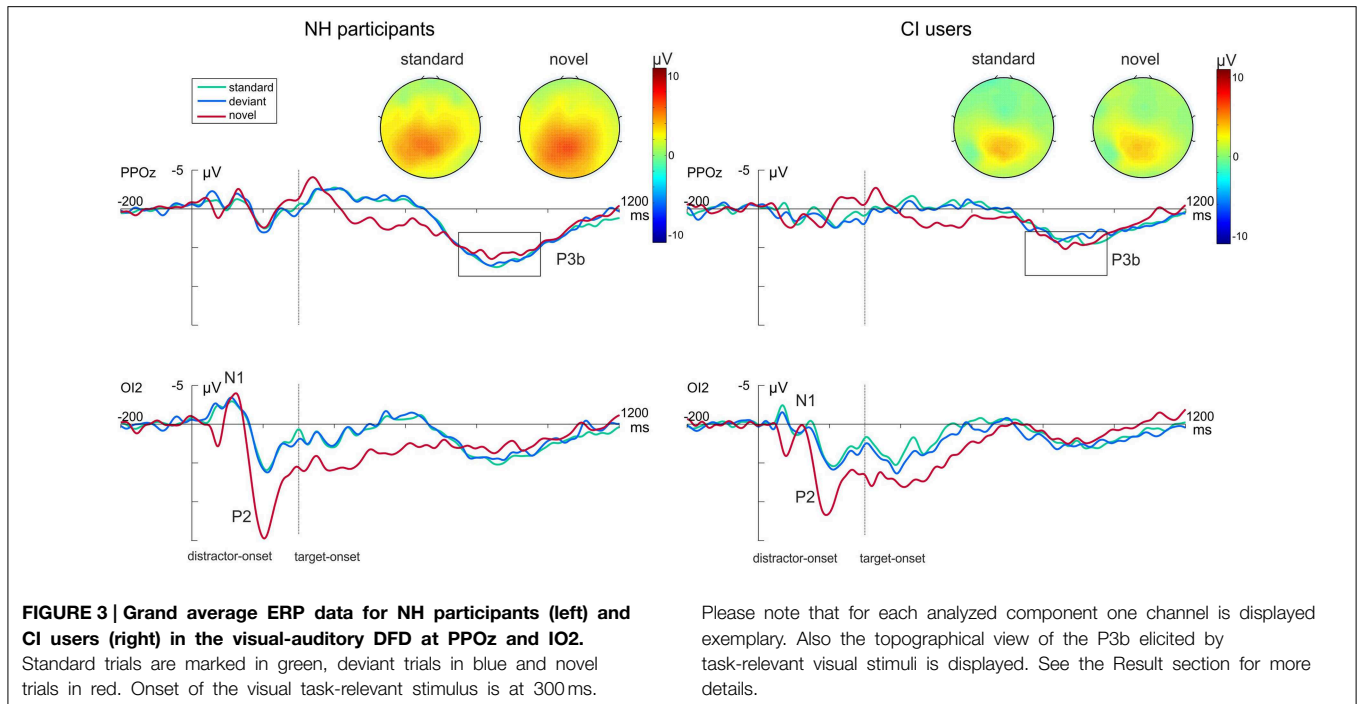 NH participants
CI users
standard
novel
µV
standard
novel
µV
standard
deviant
novel
10
0
-10
10
0
-10
PPOz
-5
µV
-200
1200
ms
P3b
PPOz
-5
µV
-200
1200
ms
P3b
OI2
-5
µV
N1
-200
1200
ms
P2
distractor-onset
target-onset
OI2
-5
µV
N1
-200
1200
ms
P2
distractor-onset
target-onset
FIGURE 3 | Grand average ERP data for NH participants (left) and
CI users (right) in the visual-auditory DFD at PPOz and IO2.
Standard trials are marked in green, deviant trials in blue and novel
trials in red. Onset of the visual task-relevant stimulus is at 300 ms.
Please note that for each analyzed component one channel is displayed
exemplary. Also the topographical view of the P3b elicited by
task-relevant visual stimuli is displayed. See the Result section for more
details.